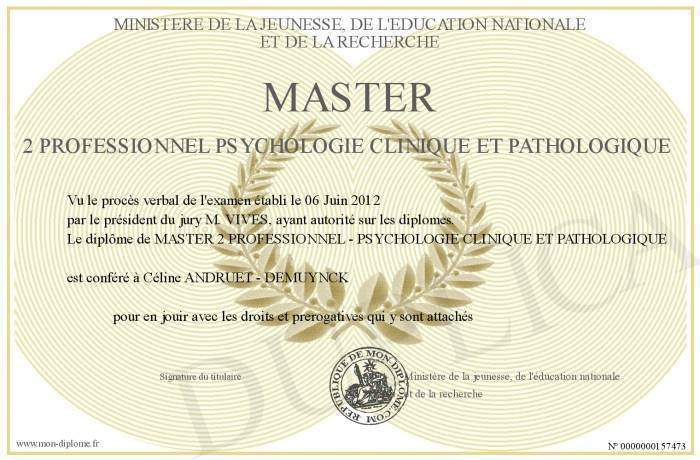 MINISTERE DE LA JEUNESSE, DE L'EDUCATION NATIONALE
ET DE LA RECHERCHE
MASTER
2 PROFESSIONNEL PSYCHOLOGIE CLINIQUE ET PATHOLOGIQUE
Vu le procès verbal de l'examen établi le 06 Juin 2012
par le président du jury M. VIVES, ayant autorité sur les diplomes.
Le diplôme de MASTER 2 PROFESSIONNEL - PSYCHOLOGIE CLINIQUE ET PATHOLOGIQUE
est conféré à Céline ANDRUET - DEMUYNCK
pour en jouir avec les droits et prerogatives qui y sont attachés
DUPLICATA
Signature du titulaire
REPUBLIQUE DE MON-DIPLOME.COM
Ministère de la jeunesse, de l'éducation nationale
et de la recherche
www.mon-diplome.fr
N° 0000000157473